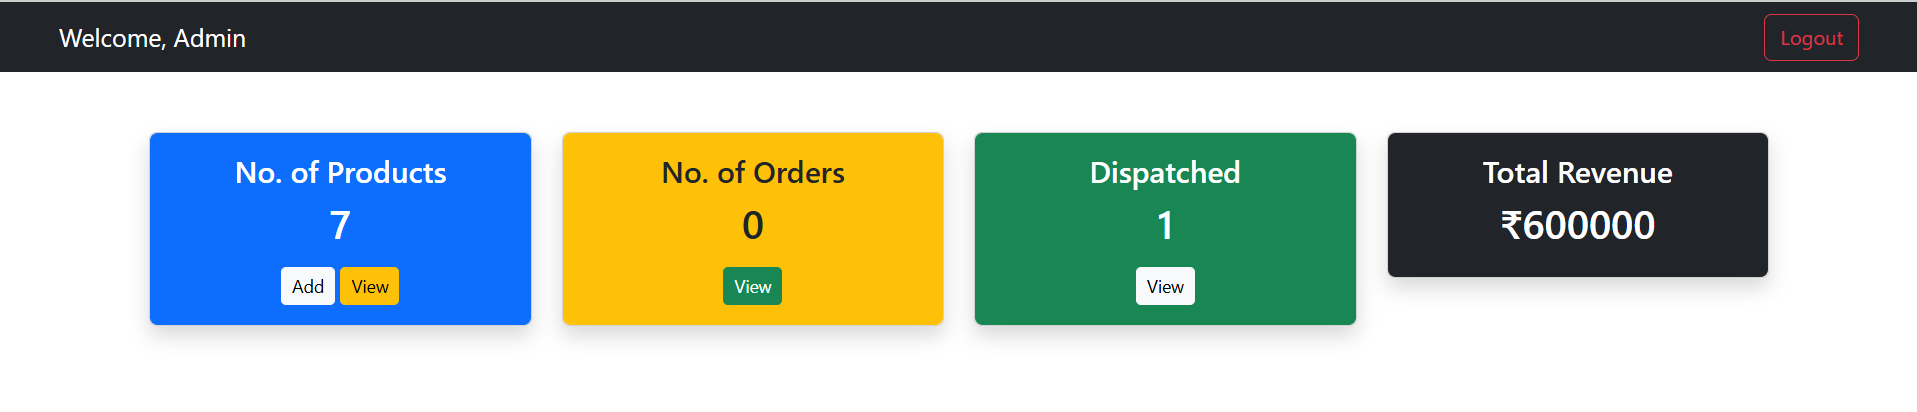 Welcome, Admin
Logout
No. of Products
7
Add View
No. of Orders
0
View
Dispatched
1
View
Total Revenue
₹600000